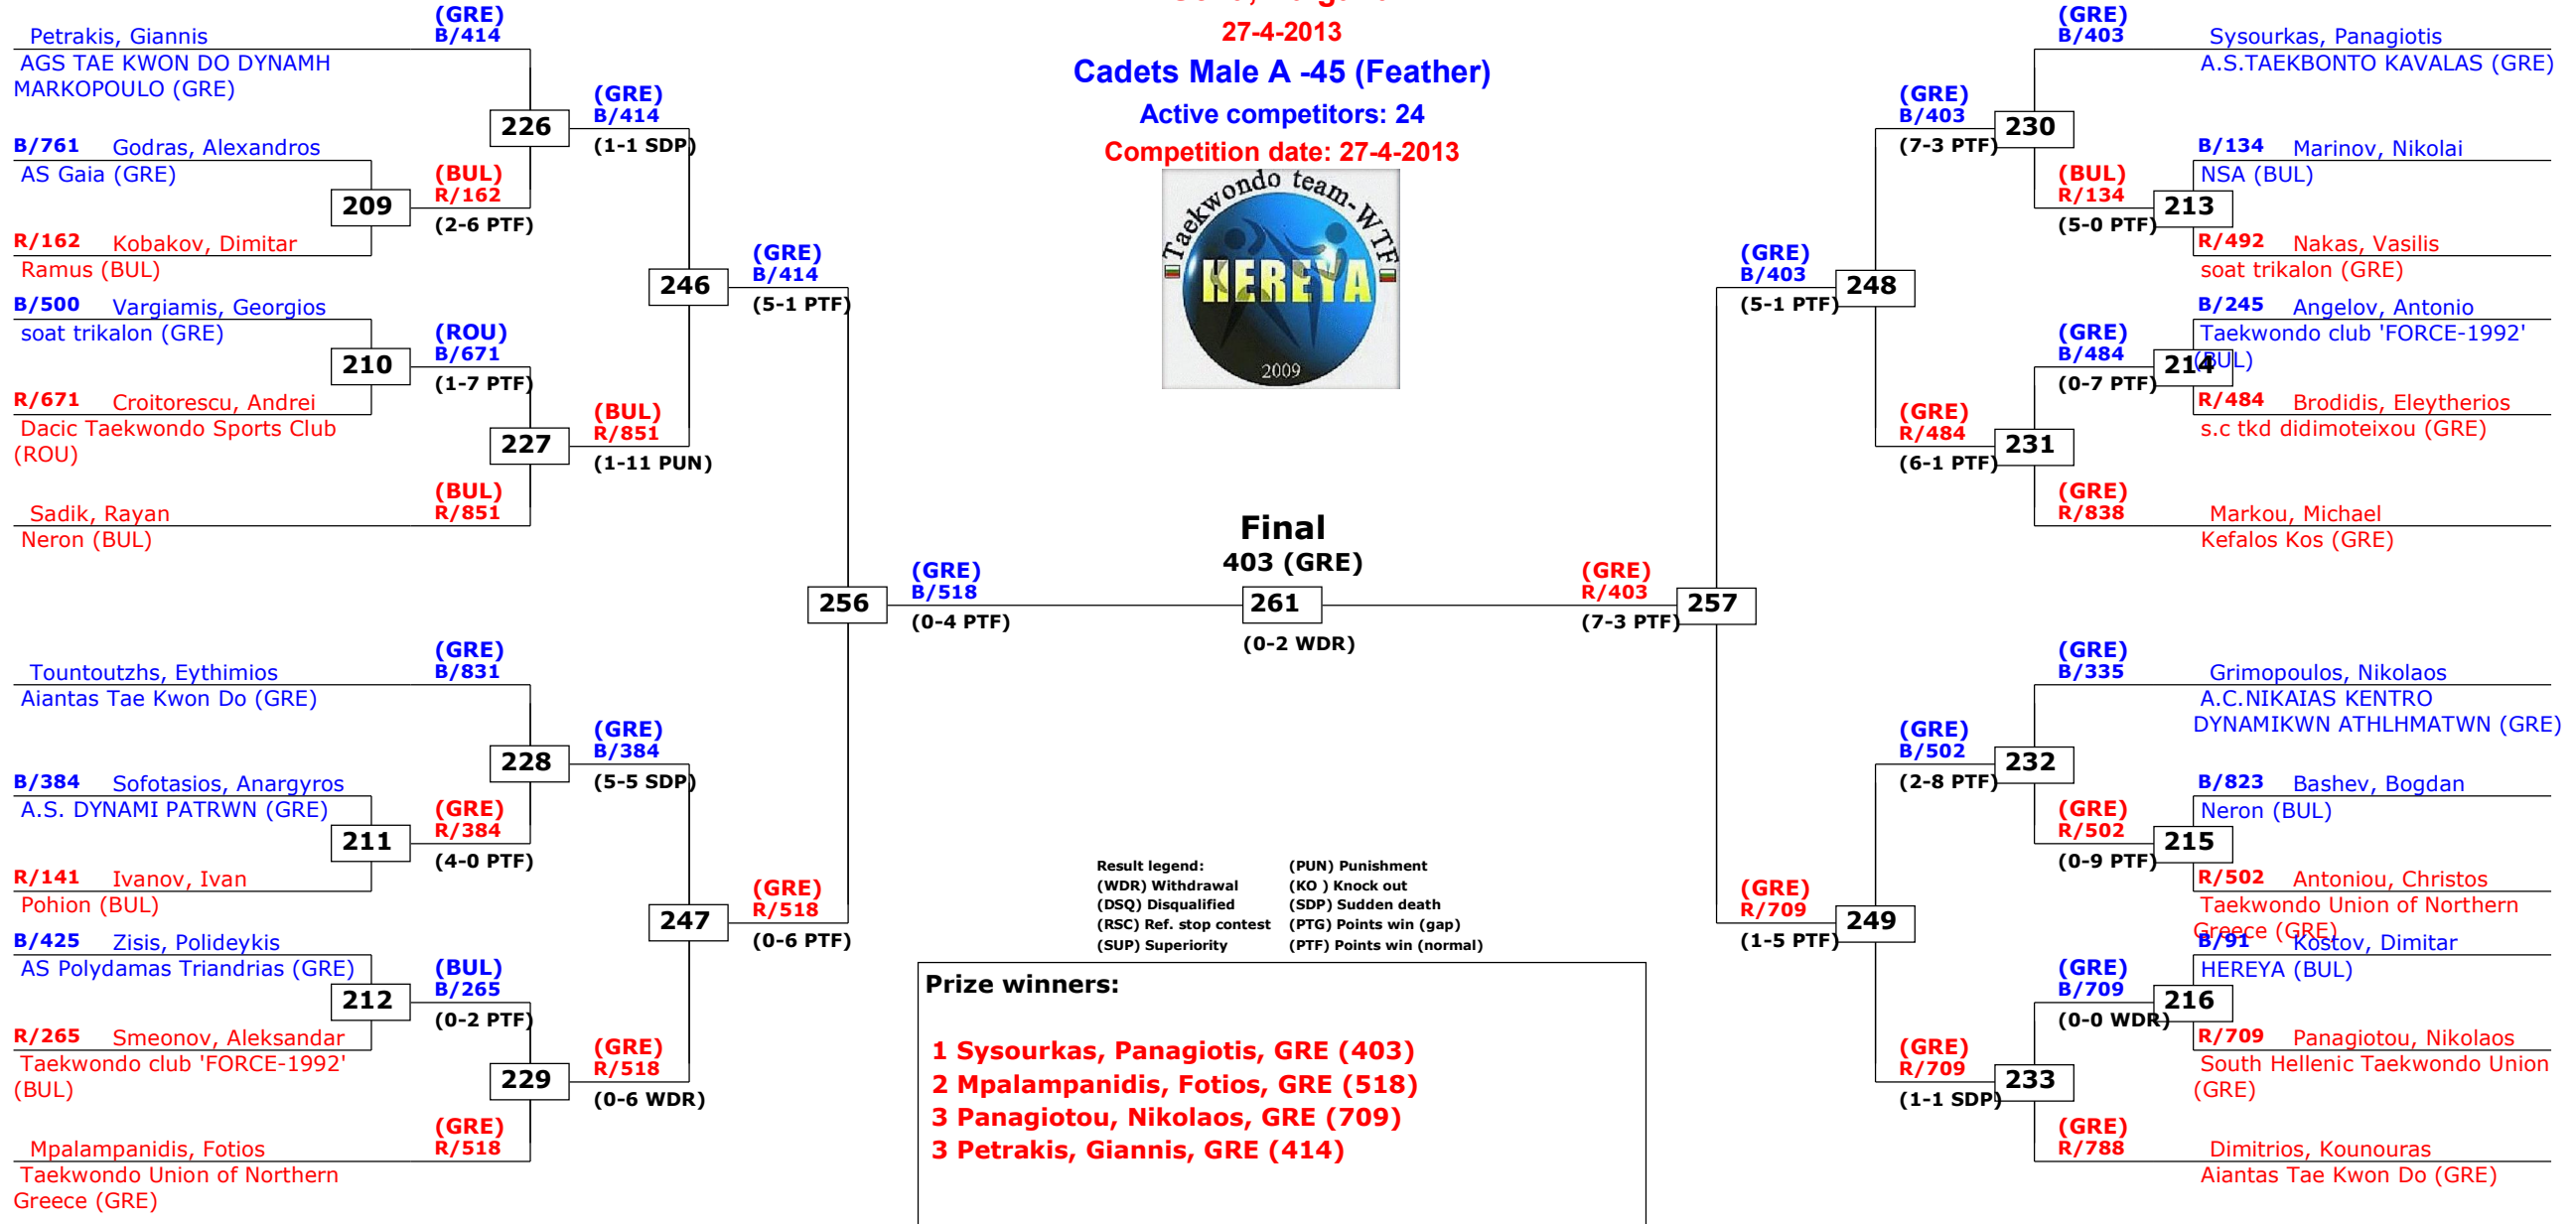 27-4-2013
Cadets Male A -45 (Feather)
Active competitors: 24
Competition date: 27-4-2013
Taekwondo team-WTF
HEREYA
2009
(GRE)
Petrakis, Giannis B/414
AGS TAE KWON DO DYNAMH
MARKOPOULO (GRE)
226
(GRE)
B/414
(1-1 SDP)
B/761 Godras, Alexandros
AS Gaia (GRE)
209
(BUL)
R/162
(2-6 PTF)
R/162 Kobakov, Dimitar
Ramus (BUL)
246
(GRE)
B/414
(5-1 PTF)
B/500 Vargiamis, Georgios
soat trikalon (GRE)
210
(ROU)
B/671
(1-7 PTF)
R/671 Croitorescu, Andrei
Dacic Taekwondo Sports Club
(ROU)
227
(BUL)
R/851
(1-11 PUN)
(BUL)
Sadik, Rayan R/851
Neron (BUL)
256
(GRE)
B/518
(0-4 PTF)
(GRE)
Tountoutzhs, Eythimios B/831
Aiantas Tae Kwon Do (GRE)
228
(GRE)
B/384
(5-5 SDP)
B/384 Sofotasios, Anargyros
A.S. DYNAMI PATRWN (GRE)
211
(GRE)
R/384
(4-0 PTF)
R/141 Ivanov, Ivan
Pohion (BUL)
247
(GRE)
R/518
(0-6 PTF)
B/425 Zisis, Polideykis
AS Polydamas Triandrias (GRE)
212
(BUL)
B/265
(0-2 PTF)
R/265 Smeonov, Aleksandar
Taekwondo club 'FORCE-1992'
(BUL)
229
(GRE)
R/518
(0-6 WDR)
(GRE)
Mpalampanidis, Fotios R/518
Taekwondo Union of Northern
Greece (GRE)
Final
403 (GRE)
261
(0-2 WDR)
(GRE)
B/403 Sysourkas, Panagiotis
A.S.TAEKBONTO KAVALAS (GRE)
(GRE)
B/403
(7-3 PTF)
230
B/134 Marinov, Nikolai
NSA (BUL)
(BUL)
R/134
(5-0 PTF)
213
R/492 Nakas, Vasilis
soat trikalon (GRE)
(GRE)
B/403
(5-1 PTF)
248
B/245 Angelov, Antonio
Taekwondo club 'FORCE-1992'
(BUL)
(GRE)
B/484
(0-7 PTF)
214
R/484 Brodidis, Eleytherios
s.c tkd didimoteixou (GRE)
(GRE)
R/484
(6-1 PTF)
231
(GRE)
R/838 Markou, Michael
Kefalos Kos (GRE)
(GRE)
R/403
(7-3 PTF)
257
(GRE)
B/335 Grimopoulos, Nikolaos
A.C.NIKAIAS KENTRO
DYNAMIKWN ATHLHMATWN (GRE)
(GRE)
B/502
(2-8 PTF)
232
B/823 Bashev, Bogdan
Neron (BUL)
(GRE)
R/502
(0-9 PTF)
215
R/502 Antoniou, Christos
Taekwondo Union of Northern
Greece (GRE)
(GRE)
R/709
(1-5 PTF)
249
B/91 Kostov, Dimitar
HEREYA (BUL)
(GRE)
B/709
(0-0 WDR)
216
R/709 Panagiotou, Nikolaos
South Hellenic Taekwondo Union
(GRE)
(GRE)
R/709
(1-1 SDP)
233
(GRE)
R/788 Dimitrios, Kounouras
Aiantas Tae Kwon Do (GRE)
Result legend: (PUN) Punishment
(WDR) Withdrawal (KO ) Knock out
(DSQ) Disqualified (SDP) Sudden death
(RSC) Ref. stop contest (PTG) Points win (gap)
(SUP) Superiority (PTF) Points win (normal)
Prize winners:
1 Sysourkas, Panagiotis, GRE (403)
2 Mpalampanidis, Fotios, GRE (518)
3 Panagiotou, Nikolaos, GRE (709)
3 Petrakis, Giannis, GRE (414)